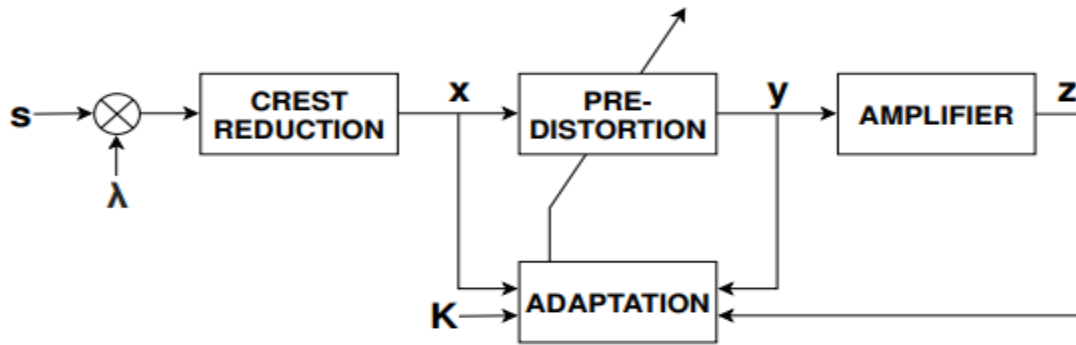 s
λ
CREST
REDUCTION
x
PRE-
DISTORTION
y
AMPLIFIER
z
K
ADAPTATION